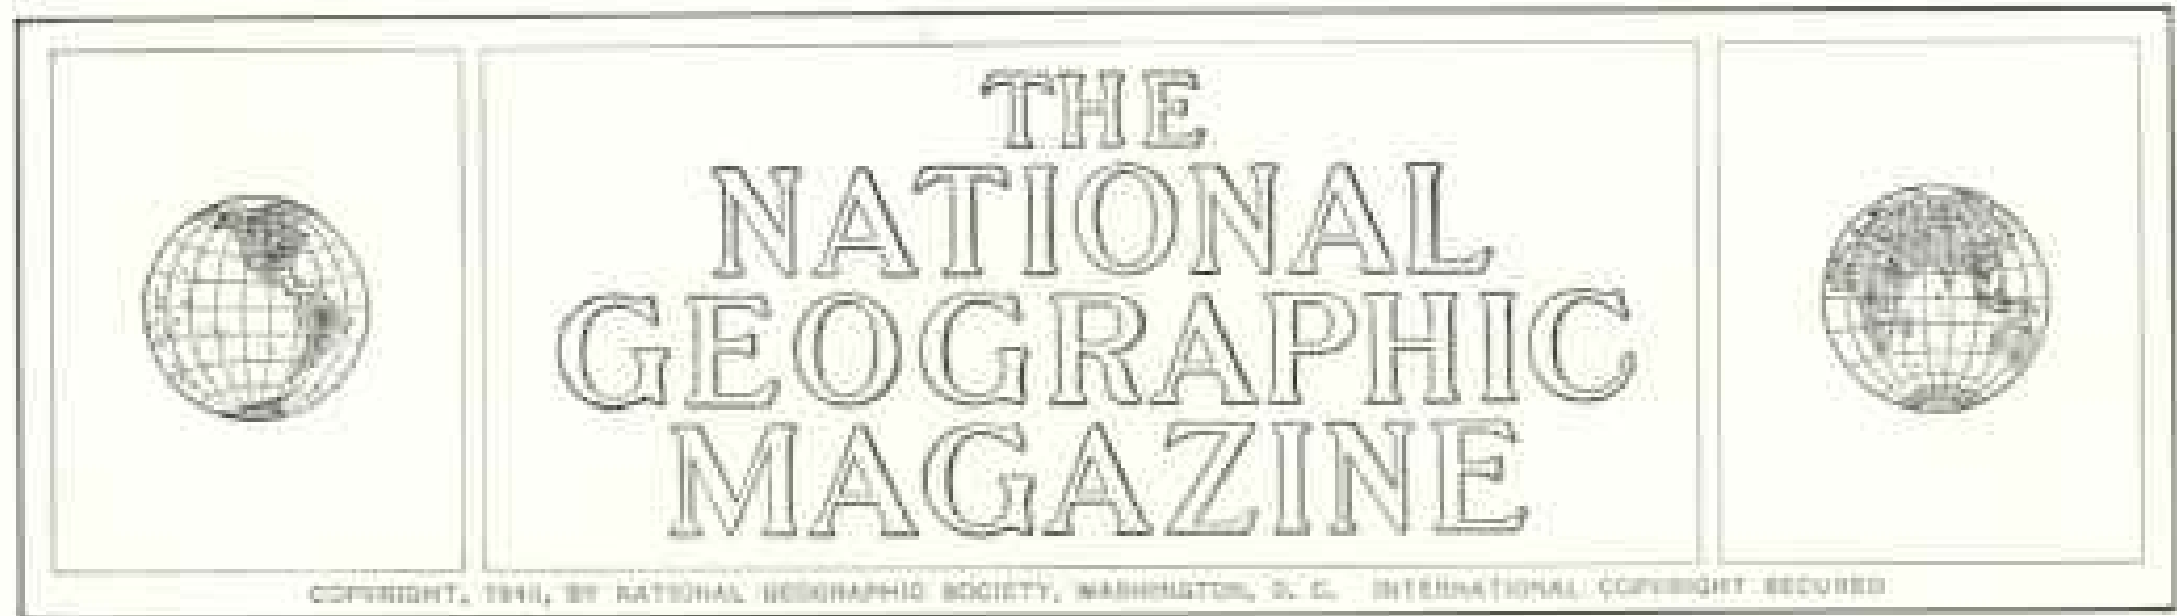 THE
NATIONAL
GEOGRAPHIC
MAGAZINE
COPYRIGHT, BY NATIONAL GEOGRAPHIC SOCIETY, WASHINGTON, D. C. INTERNATIONAL COPYRIGHT SECURED